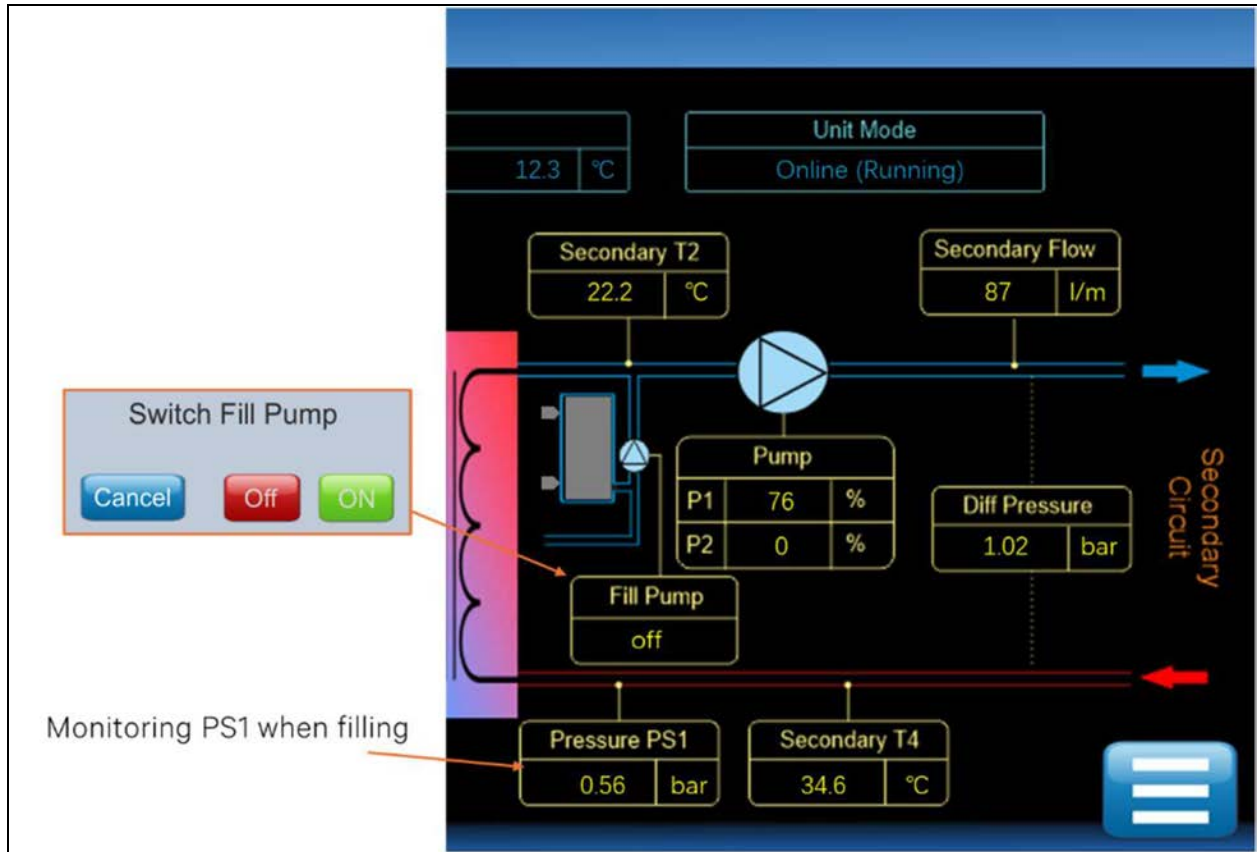 Unit Mode
12.3 °C
Online (Running)
Secondary T2
22.2 °C
Secondary Flow
87 l/m
Switch Fill Pump
Cancel Off ON
Pump
P1 76 %
P2 0 %
Diff Pressure
1.02 bar
Secondary
Circuit
Fill Pump
off
Monitoring PS1 when filling
Pressure PS1
0.56 bar
Secondary T4
34.6 °C